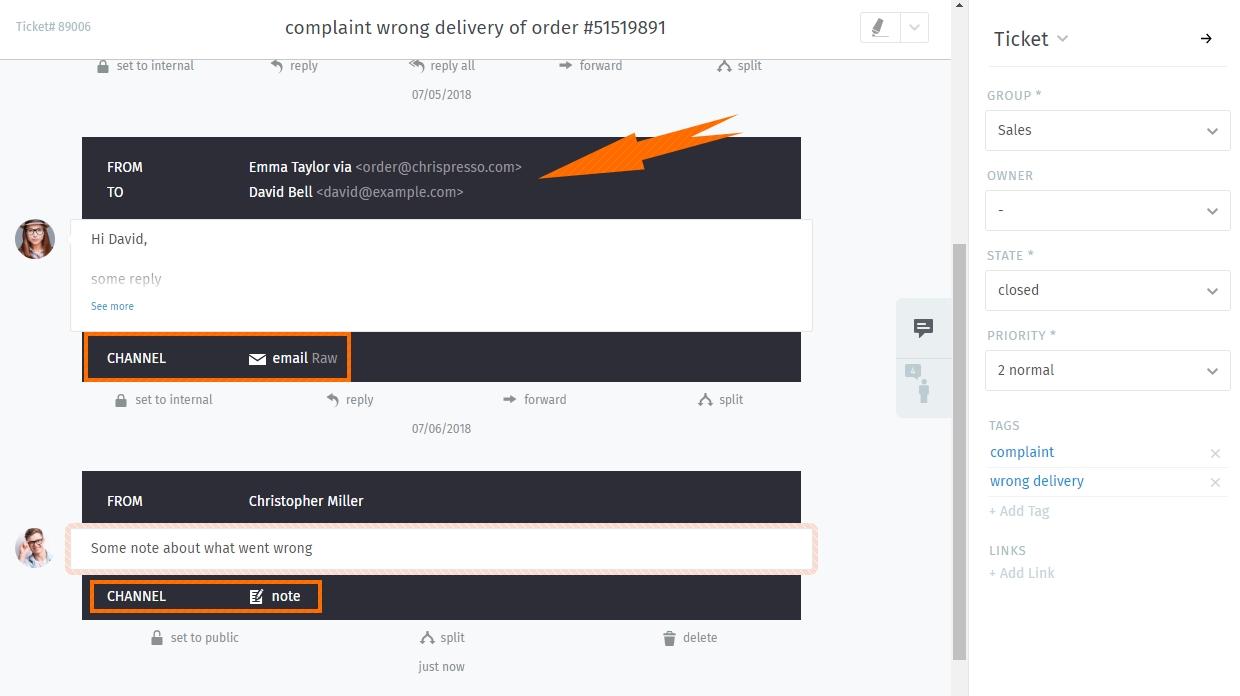 Ticket# 89006
complaint wrong delivery of order #51519891
set to internal reply reply all forward split
07/05/2018
FROM Emma Taylor via <order@chrispresso.com>
TO David Bell <david@example.com>
Hi David,
some reply
See more
CHANNEL email Raw
set to internal reply forward split
07/06/2018
FROM Christopher Miller
Some note about what went wrong
CHANNEL note
set to public split delete
just now
4
Ticket
GROUP *
Sales
OWNER
-
STATE *
closed
PRIORITY *
2 normal
TAGS
complaint
wrong delivery
+ Add Tag
LINKS
+ Add Link